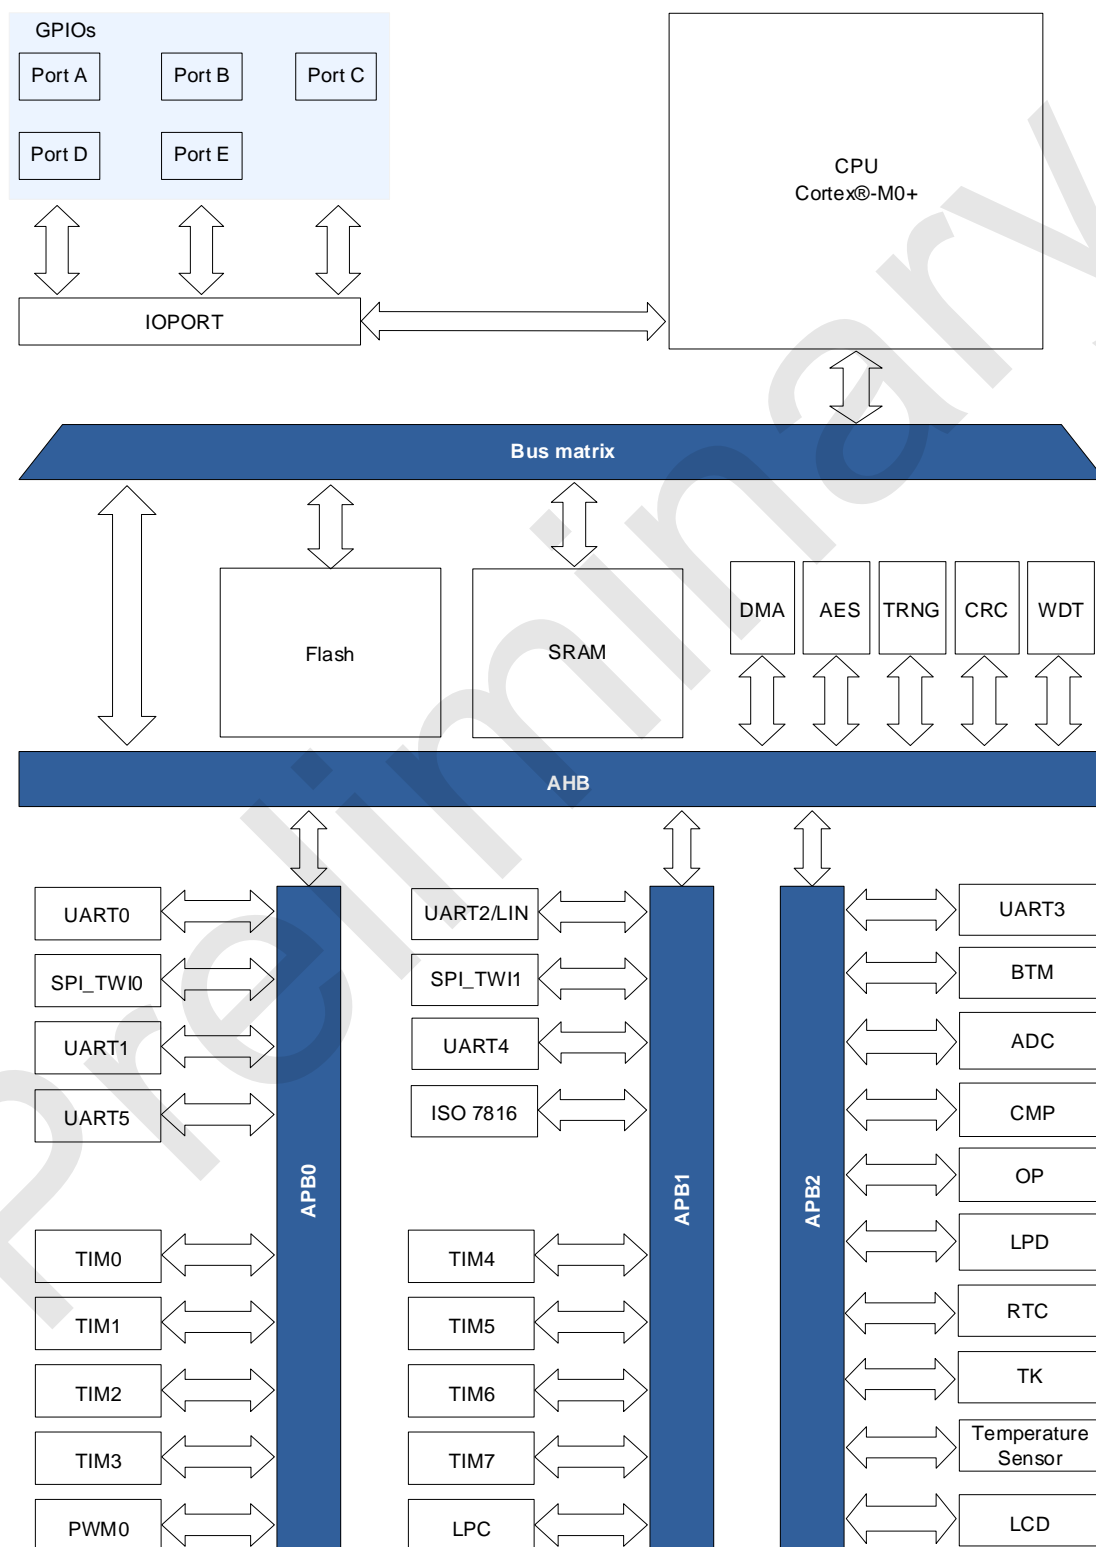 GPIOs
Port A
Port B
Port C
Port D
Port E
CPU
Cortex®-M0+
IOPORT
Bus matrix
Flash
SRAM
DMA
AES
TRNG
CRC
WDT
AHB
UART0
SPI_TWI0
UART1
UART5
TIM0
TIM1
TIM2
TIM3
PWM0
APB0
UART2/LIN
SPI_TWI1
UART4
ISO 7816
TIM4
TIM5
TIM6
TIM7
LPC
APB1
APB2
UART3
BTM
ADC
CMP
OP
LPD
RTC
TK
Temperature
Sensor
LCD
Preliminary